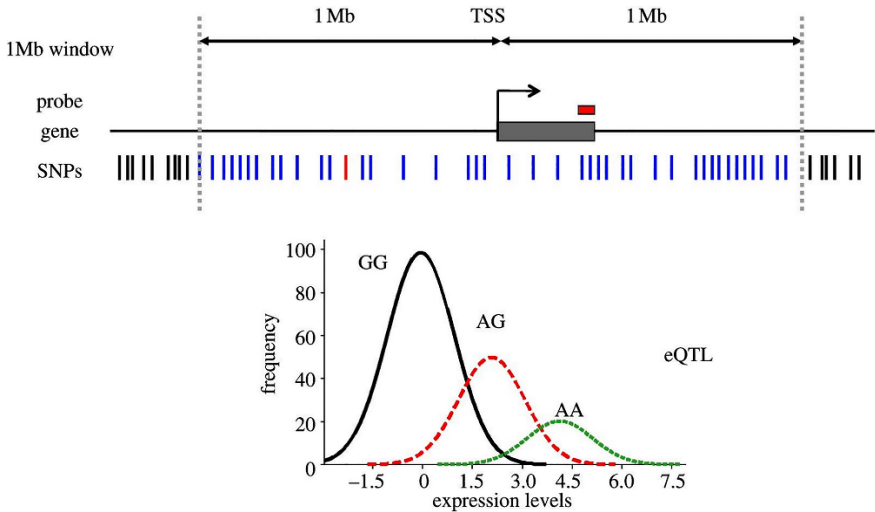 1 Mb TSS 1 Mb
1Mb window
probe
gene
SNPs
100
80
60
40
20
0
frequency
GG
AG
AA
eQTL
−1.5 0 1.5 3.0 4.5 6.0 7.5
expression levels